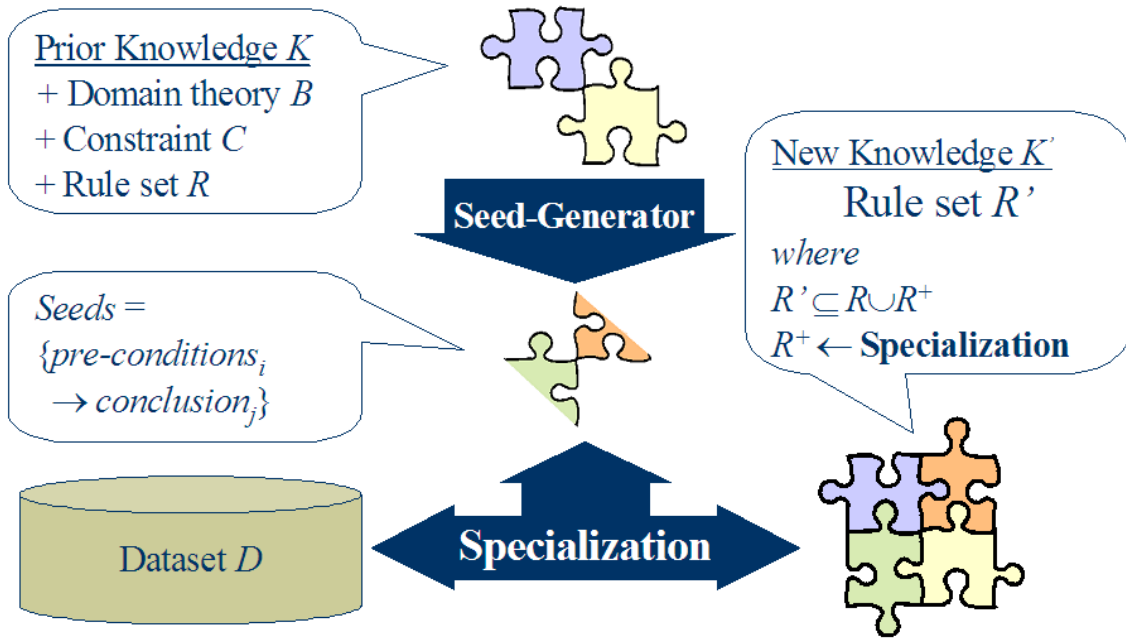 Prior Knowledge K
+ Domain theory B
+ Constraint C
+ Rule set R
Seed-Generator
New Knowledge K’
Rule set R’
where
R’ ⊆ R∪R⁺
R⁺ ← Specialization
Seeds =
{pre-conditionsᵢ
→ conclusionⱼ}
Dataset D
Specialization